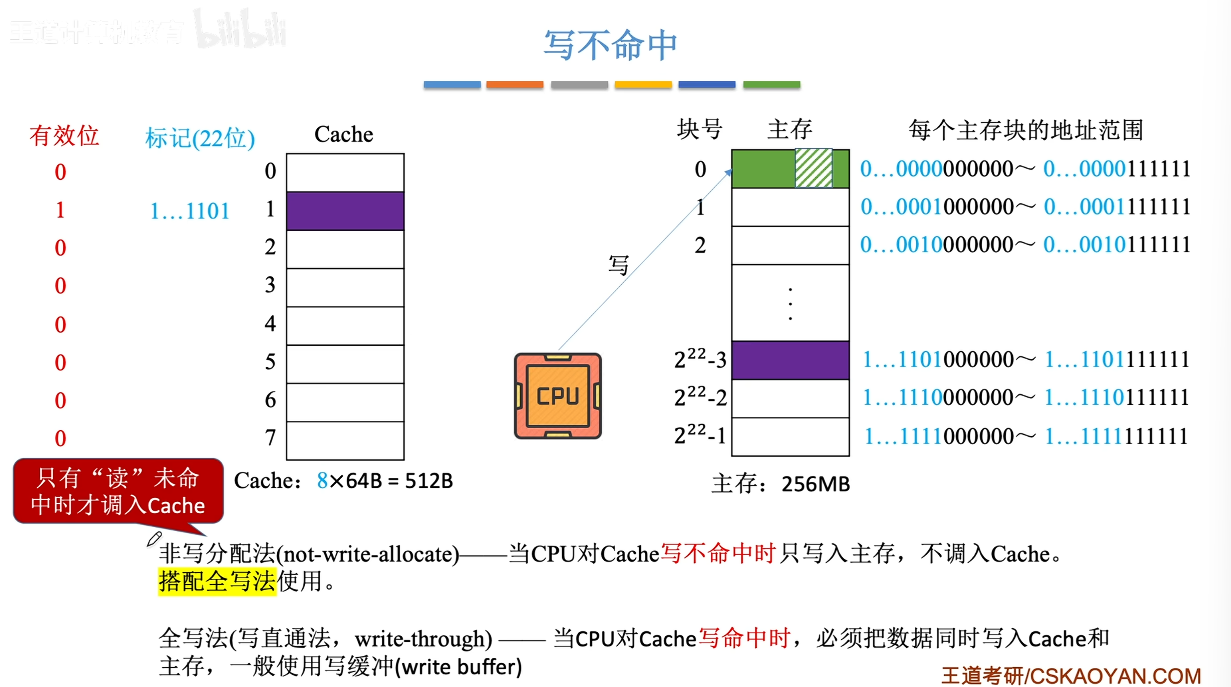 王道计算机教育 bilibili
写不命中
有效位 标记(22位) Cache 块号 主存 每个主存块的地址范围
0 0 0 0…0000000000～ 0…0000111111
1 1…1101 1 1 0…0001000000～ 0…0001111111
0 2 2 0…0010000000～ 0…0010111111
写
0 3 ⋮
0 4
0 5 2²²-3 1…1101000000～ 1…1101111111
CPU
0 6 2²²-2 1…1110000000～ 1…1110111111
0 7 2²²-1 1…1111000000～ 1…1111111111
Cache：8×64B = 512B 主存：256MB
只有“读”未命
中时才调入Cache
非写分配法(not-write-allocate)——当CPU对Cache写不命中时只写入主存，不调入Cache。
搭配全写法使用。
全写法(写直通法，write-through) —— 当CPU对Cache写命中时，必须把数据同时写入Cache和
主存，一般使用写缓冲(write buffer)
王道考研/CSKAOYAN.COM